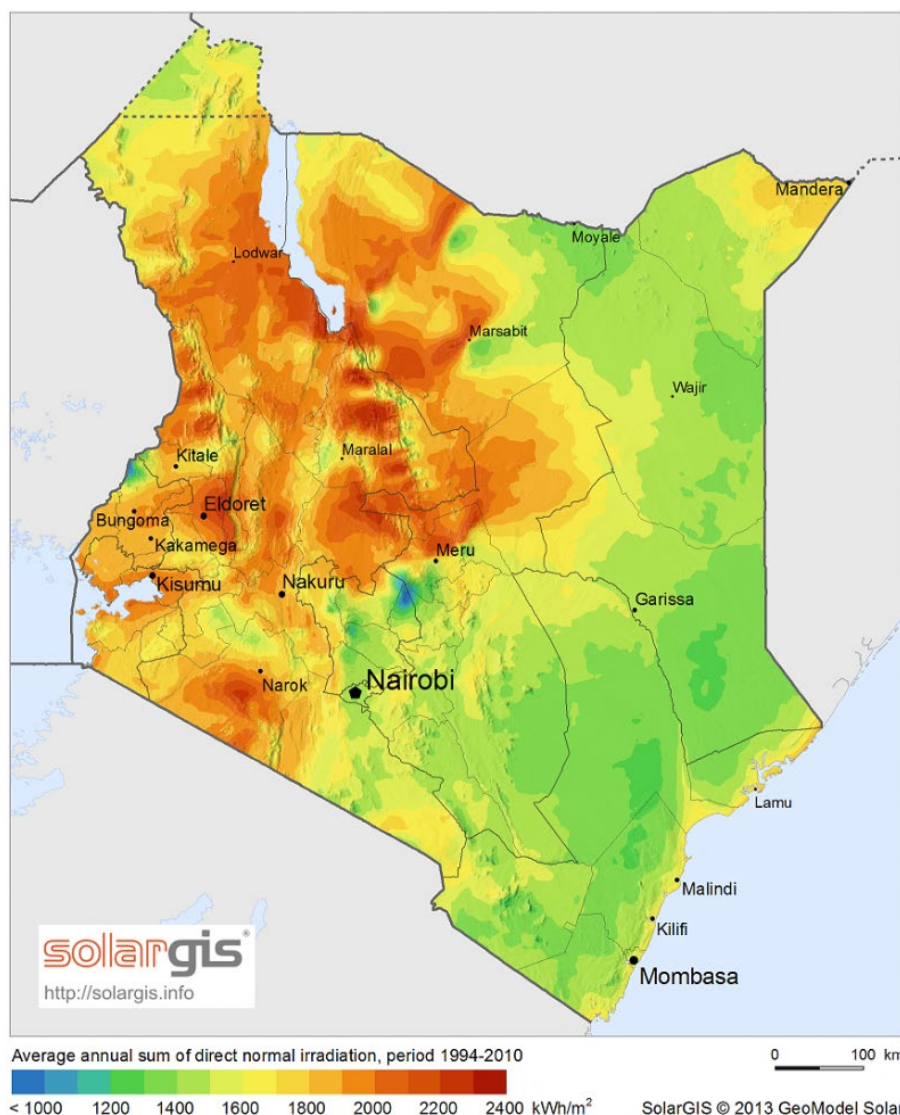 Mandera
Moyale
Lodwar
Marsabit
Wajir
Kitale
Maralal
Eldoret
Bungoma
Kakamega
Meru
Kisumu
Nakuru
Garissa
Narok
Nairobi
Lamu
Malindi
Kilifi
Mombasa
solargis®
http://solargis.info
Average annual sum of direct normal irradiation, period 1994-2010
0 100 km
< 1000 1200 1400 1600 1800 2000 2200 2400 kWh/m²
SolarGIS © 2013 GeoModel Solar